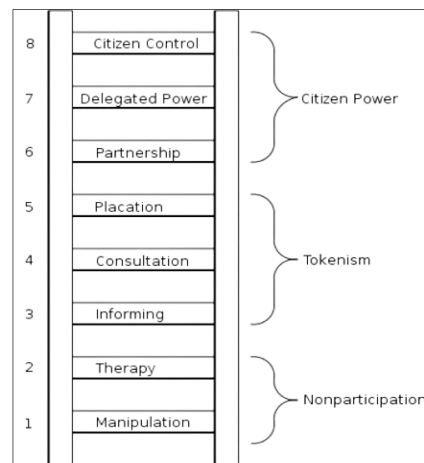 8 Citizen Control
7 Delegated Power
Citizen Power
6 Partnership
5 Placation
4 Consultation
Tokenism
3 Informing
2 Therapy
Nonparticipation
1 Manipulation